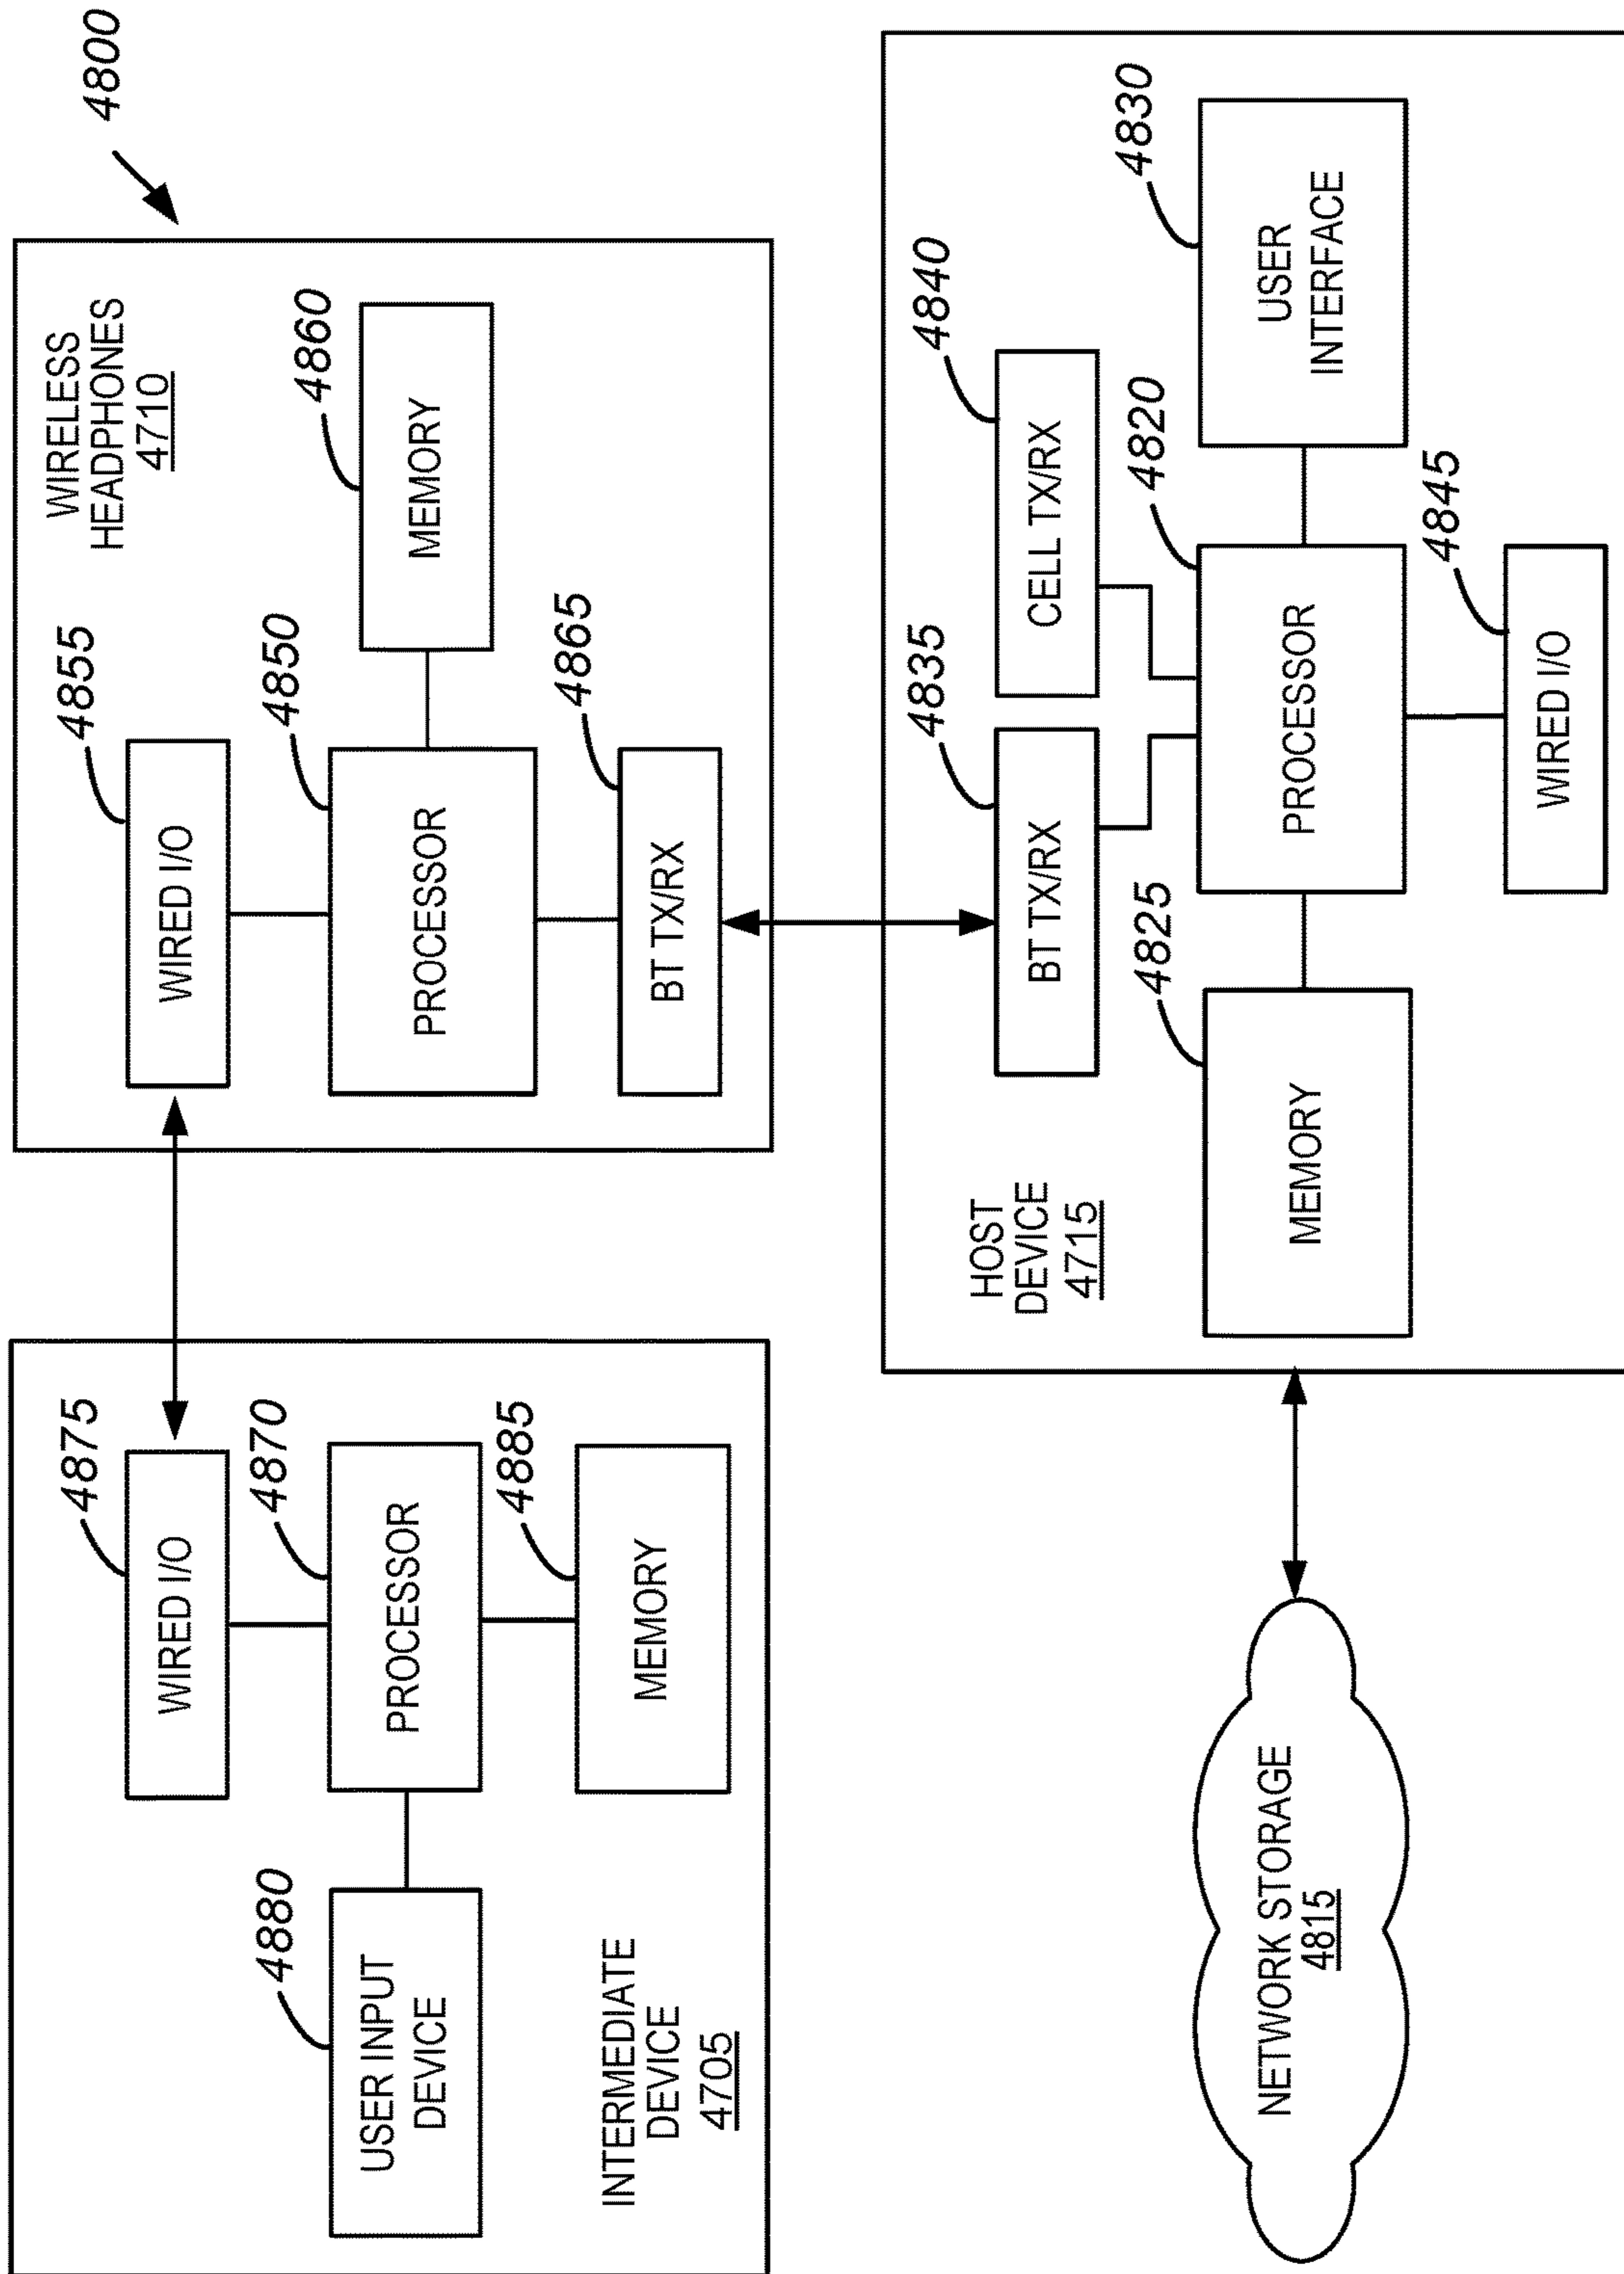 4800
INTERMEDIATE
DEVICE
4705
4875
WIRED I/O
4870
PROCESSOR
4880
USER INPUT
DEVICE
4885
MEMORY
WIRELESS
HEADPHONES
4710
4855
WIRED I/O
4850
PROCESSOR
4860
MEMORY
4865
BT TX/RX
NETWORK STORAGE
4815
HOST
DEVICE
4715
4835
BT TX/RX
4840
CELL TX/RX
4825
MEMORY
4820
PROCESSOR
4830
USER
INTERFACE
4845
WIRED I/O